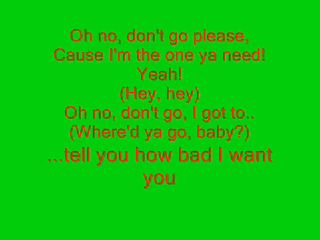 Oh no, don't go please,
Cause I'm the one ya need!
Yeah!
(Hey, hey)
Oh no, don't go, I got to..
(Where'd ya go, baby?)
...tell you how bad I want
you